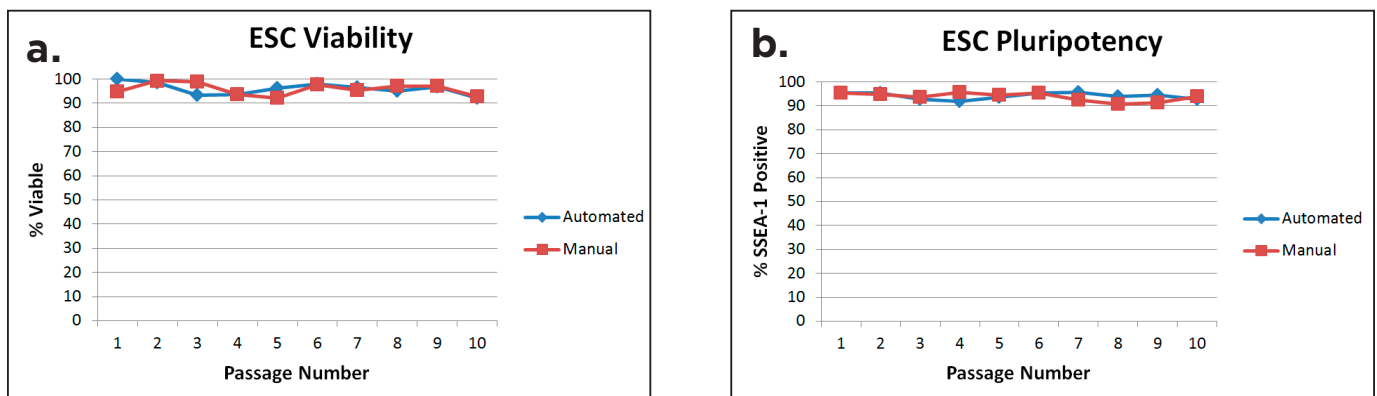 a.
ESC Viability
% Viable
100
90
80
70
60
50
40
30
20
10
0
1 2 3 4 5 6 7 8 9 10
Passage Number
Automated
Manual
b.
ESC Pluripotency
% SSEA-1 Positive
100
90
80
70
60
50
40
30
20
10
0
1 2 3 4 5 6 7 8 9 10
Passage Number
Automated
Manual